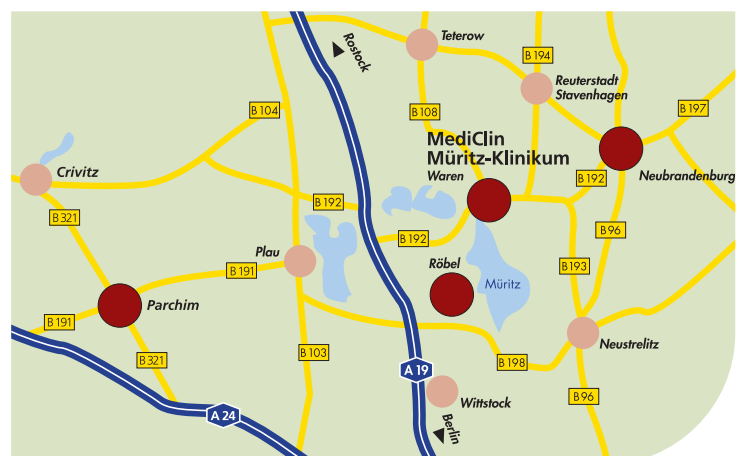 Rostock
Teterow
B 194
Reuterstadt
Stavenhagen
B 104
B 108
B 197
MediClin
Müritz-Klinikum
Waren
Crivitz
B 192
Neubrandenburg
B 192
B 321
B 192
B 96
Plau
B 191
Röbel
B 193
Müritz
Parchim
B 191
Neustrelitz
B 321
B 103
B 198
A 19
B 96
Wittstock
A 24
Berlin